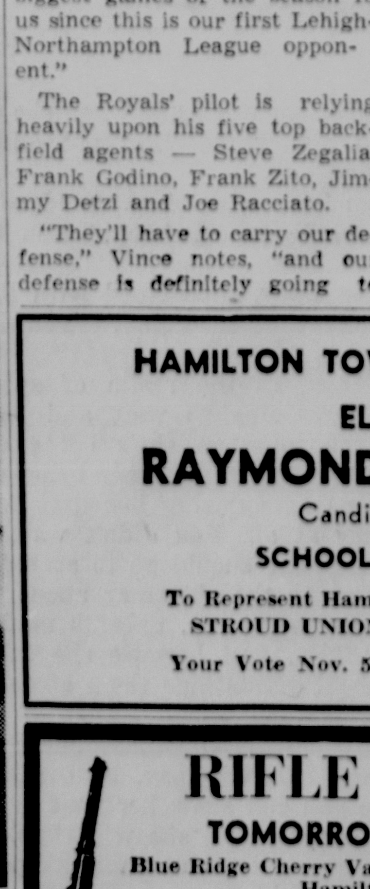 us since this is our first Lehigh-
Northampton League oppon-
ent."
The Royals' pilot is relying
heavily upon his five top back-
field agents — Steve Zegalia
Frank Godino, Frank Zito, Jim-
my Detzi and Joe Racciato.
"They'll have to carry our de-
fense," Vince notes, "and ou
defense is definitely going t
HAMILTON TO
EL
RAYMOND
Candi
SCHOOL
To Represent Ham
STROUD UNIO
Your Vote Nov. 5
RIFLE
TOMORRO
Blue Ridge Cherry Va
Hamil